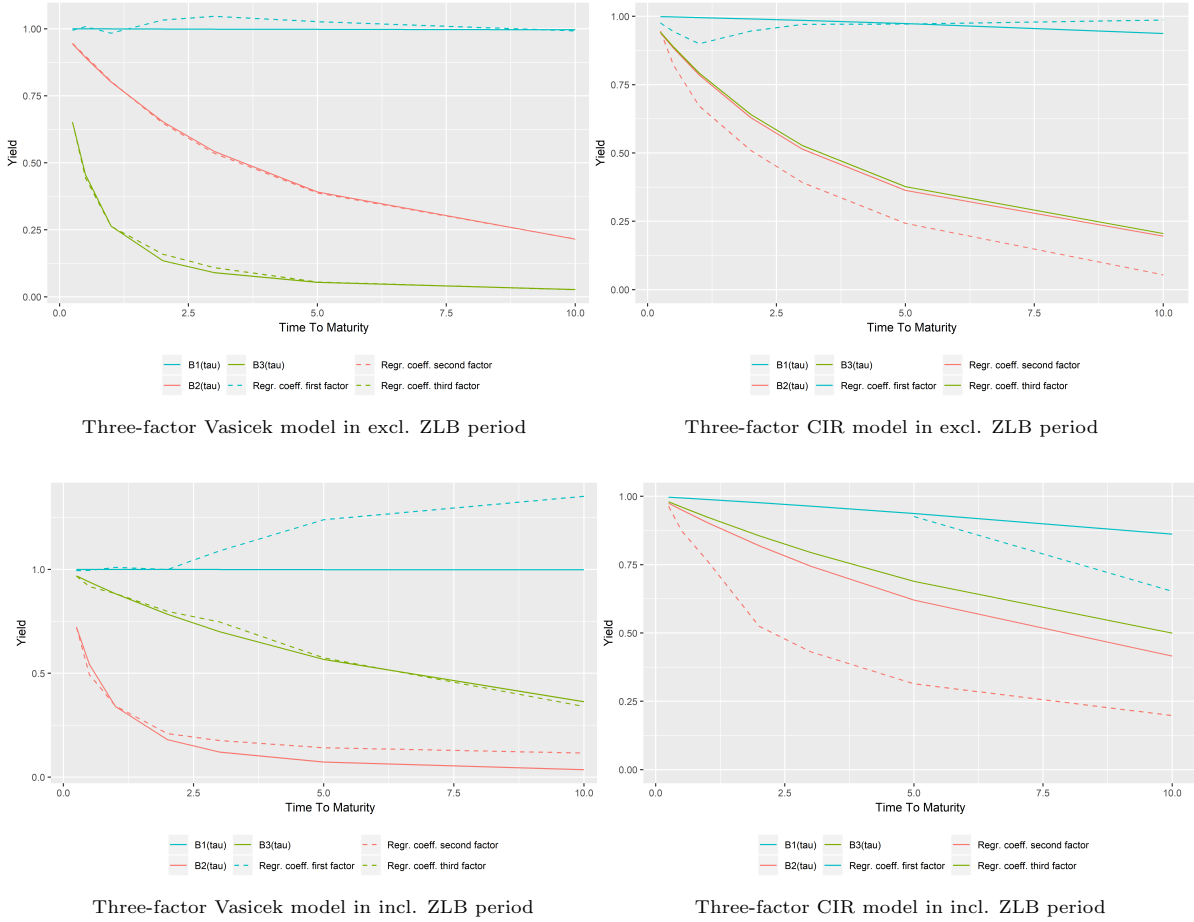 1.00
0.75
0.50
0.25
0.00
Yield
0.0 2.5 5.0 7.5 10.0
Time To Maturity
B1(tau) B3(tau) Regr. coeff. second factor
B2(tau) Regr. coeff. first factor Regr. coeff. third factor
Three-factor Vasicek model in excl. ZLB period
1.00
0.75
0.50
0.25
0.00
Yield
0.0 2.5 5.0 7.5 10.0
Time To Maturity
B1(tau) B3(tau) Regr. coeff. second factor
B2(tau) Regr. coeff. first factor Regr. coeff. third factor
Three-factor CIR model in excl. ZLB period
1.0
0.5
0.0
Yield
0.0 2.5 5.0 7.5 10.0
Time To Maturity
B1(tau) B3(tau) Regr. coeff. second factor
B2(tau) Regr. coeff. first factor Regr. coeff. third factor
Three-factor Vasicek model in incl. ZLB period
1.00
0.75
0.50
0.25
0.00
Yield
0.0 2.5 5.0 7.5 10.0
Time To Maturity
B1(tau) B3(tau) Regr. coeff. second factor
B2(tau) Regr. coeff. first factor Regr. coeff. third factor
Three-factor CIR model in incl. ZLB period